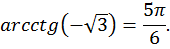 arcctg(−√3) = 5π/6.